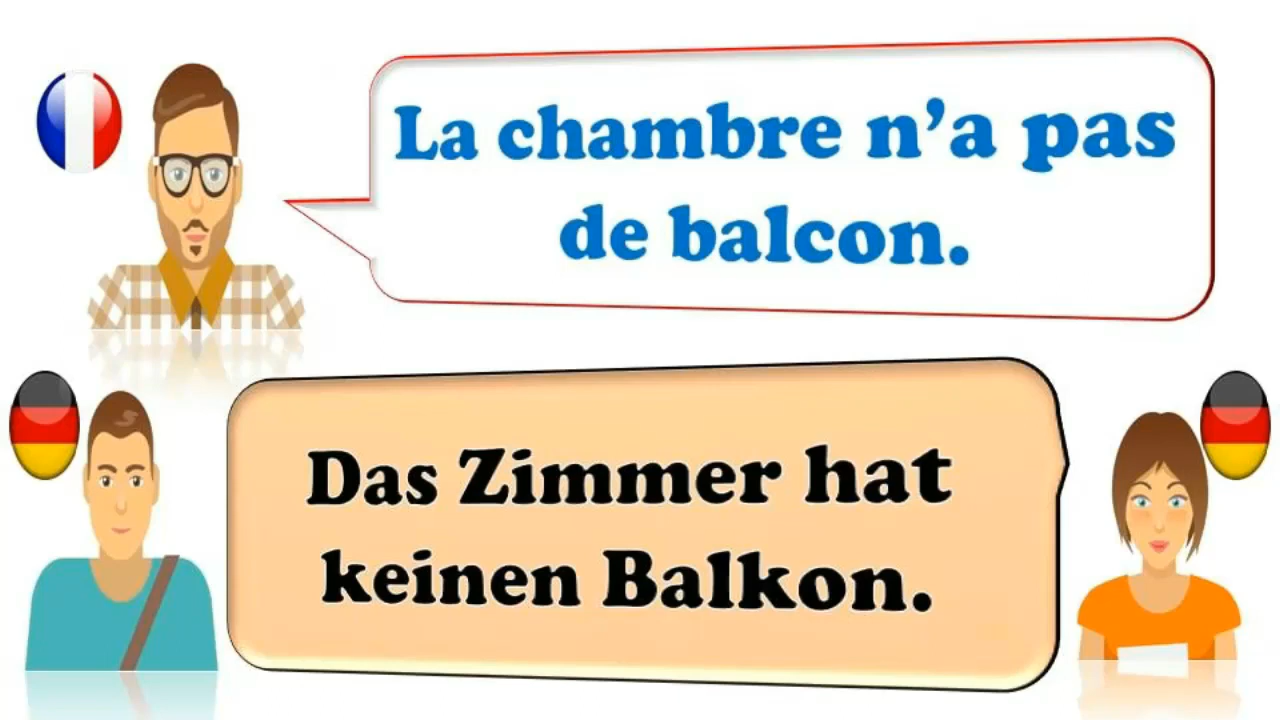 La chambre n’a pas
de balcon.
Das Zimmer hat
keinen Balkon.